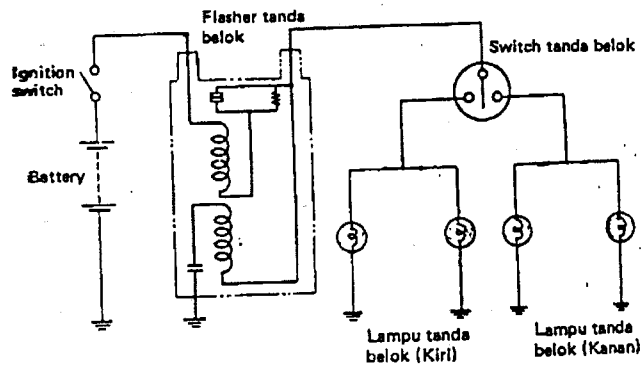 Flasher tanda
belok
Switch tanda belok
Ignition
switch
Battery
Lampu tanda
belok (Kiri)
Lampu tanda
belok (Kanan)